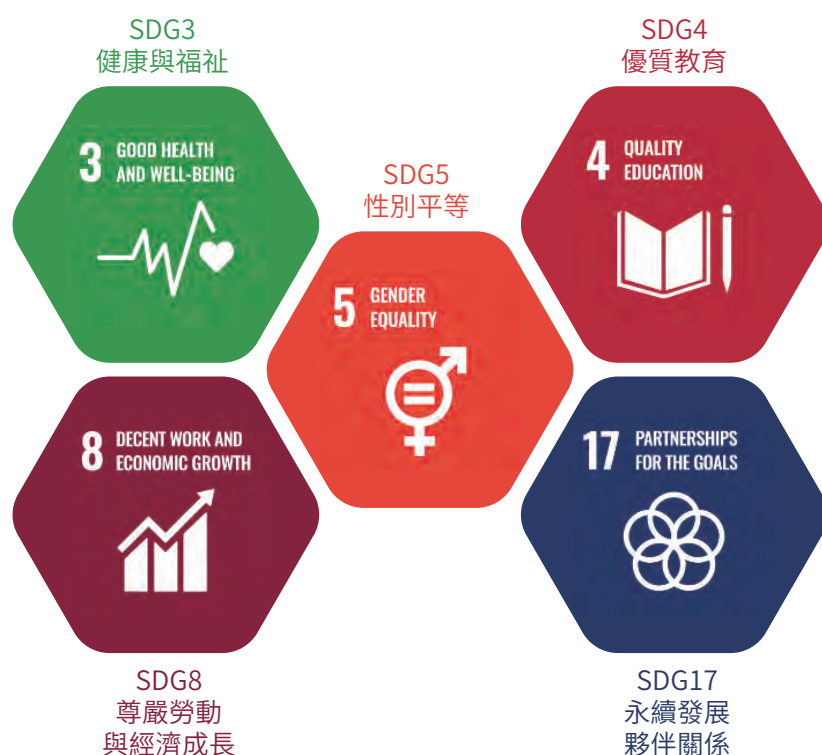 SDG3
健康與福祉
3
GOOD HEALTH
AND WELL-BEING
SDG4
優質教育
4
QUALITY
EDUCATION
SDG5
性別平等
5
GENDER
EQUALITY
8
DECENT WORK AND
ECONOMIC GROWTH
SDG8
尊嚴勞動
與經濟成長
17
PARTNERSHIPS
FOR THE GOALS
SDG17
永續發展
夥伴關係